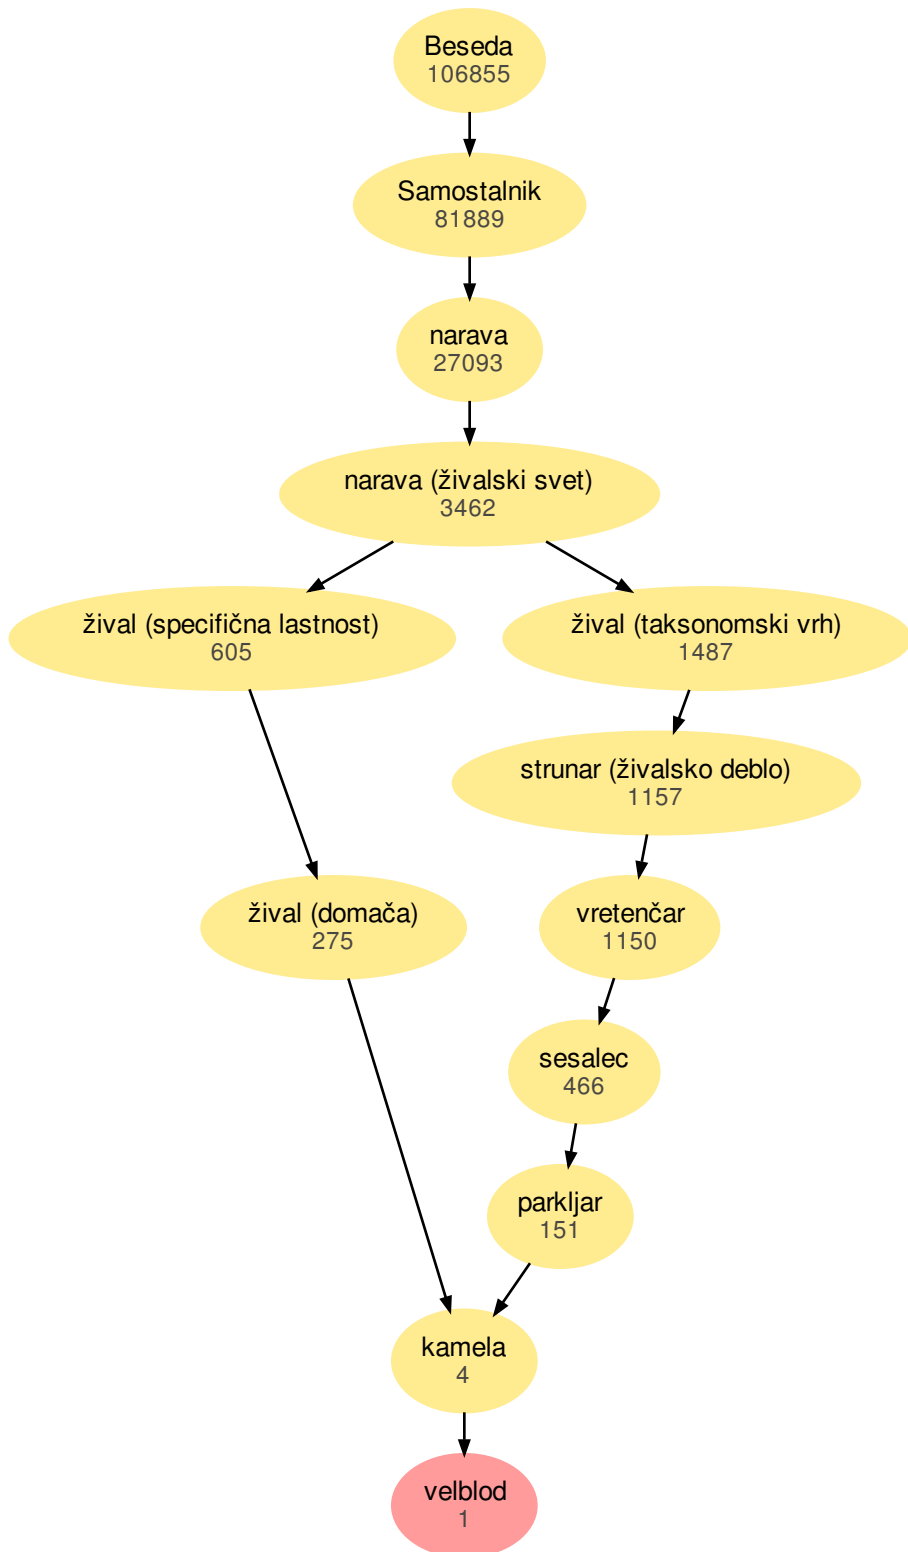 Beseda
106855
Samostalnik
81889
narava
27093
narava (živalski svet)
3462
žival (specifična lastnost)
605
žival (taksonomski vrh)
1487
strunar (živalsko deblo)
1157
žival (domača)
275
vretenčar
1150
sesalec
466
parkljar
151
kamela
4
velblod
1